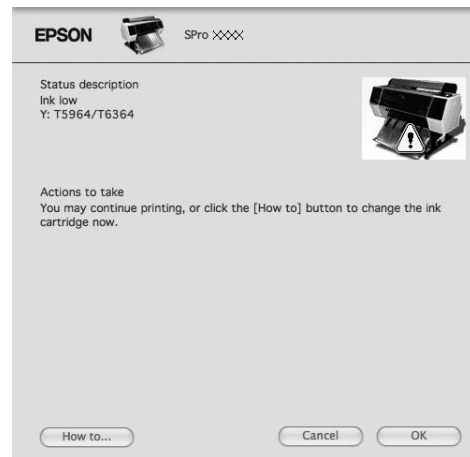 EPSON SPro XXXX
Status description
Ink low
Y: T5964/T6364
Actions to take
You may continue printing, or click the [How to] button to change the ink
cartridge now.
How to... Cancel OK